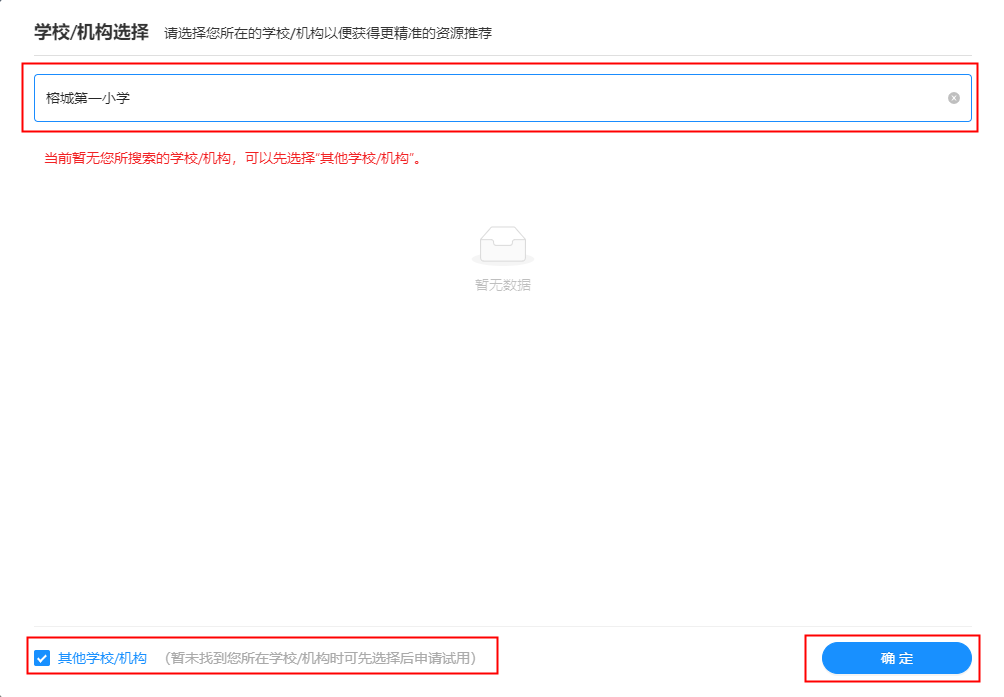 学校/机构选择 请选择您所在的学校/机构以便获得更精准的资源推荐
榕城第一小学
当前暂无您所搜索的学校/机构，可以先选择“其他学校/机构”。
暂无数据
其他学校/机构 （暂未找到您所在学校/机构时可先选择后申请试用）
确 定